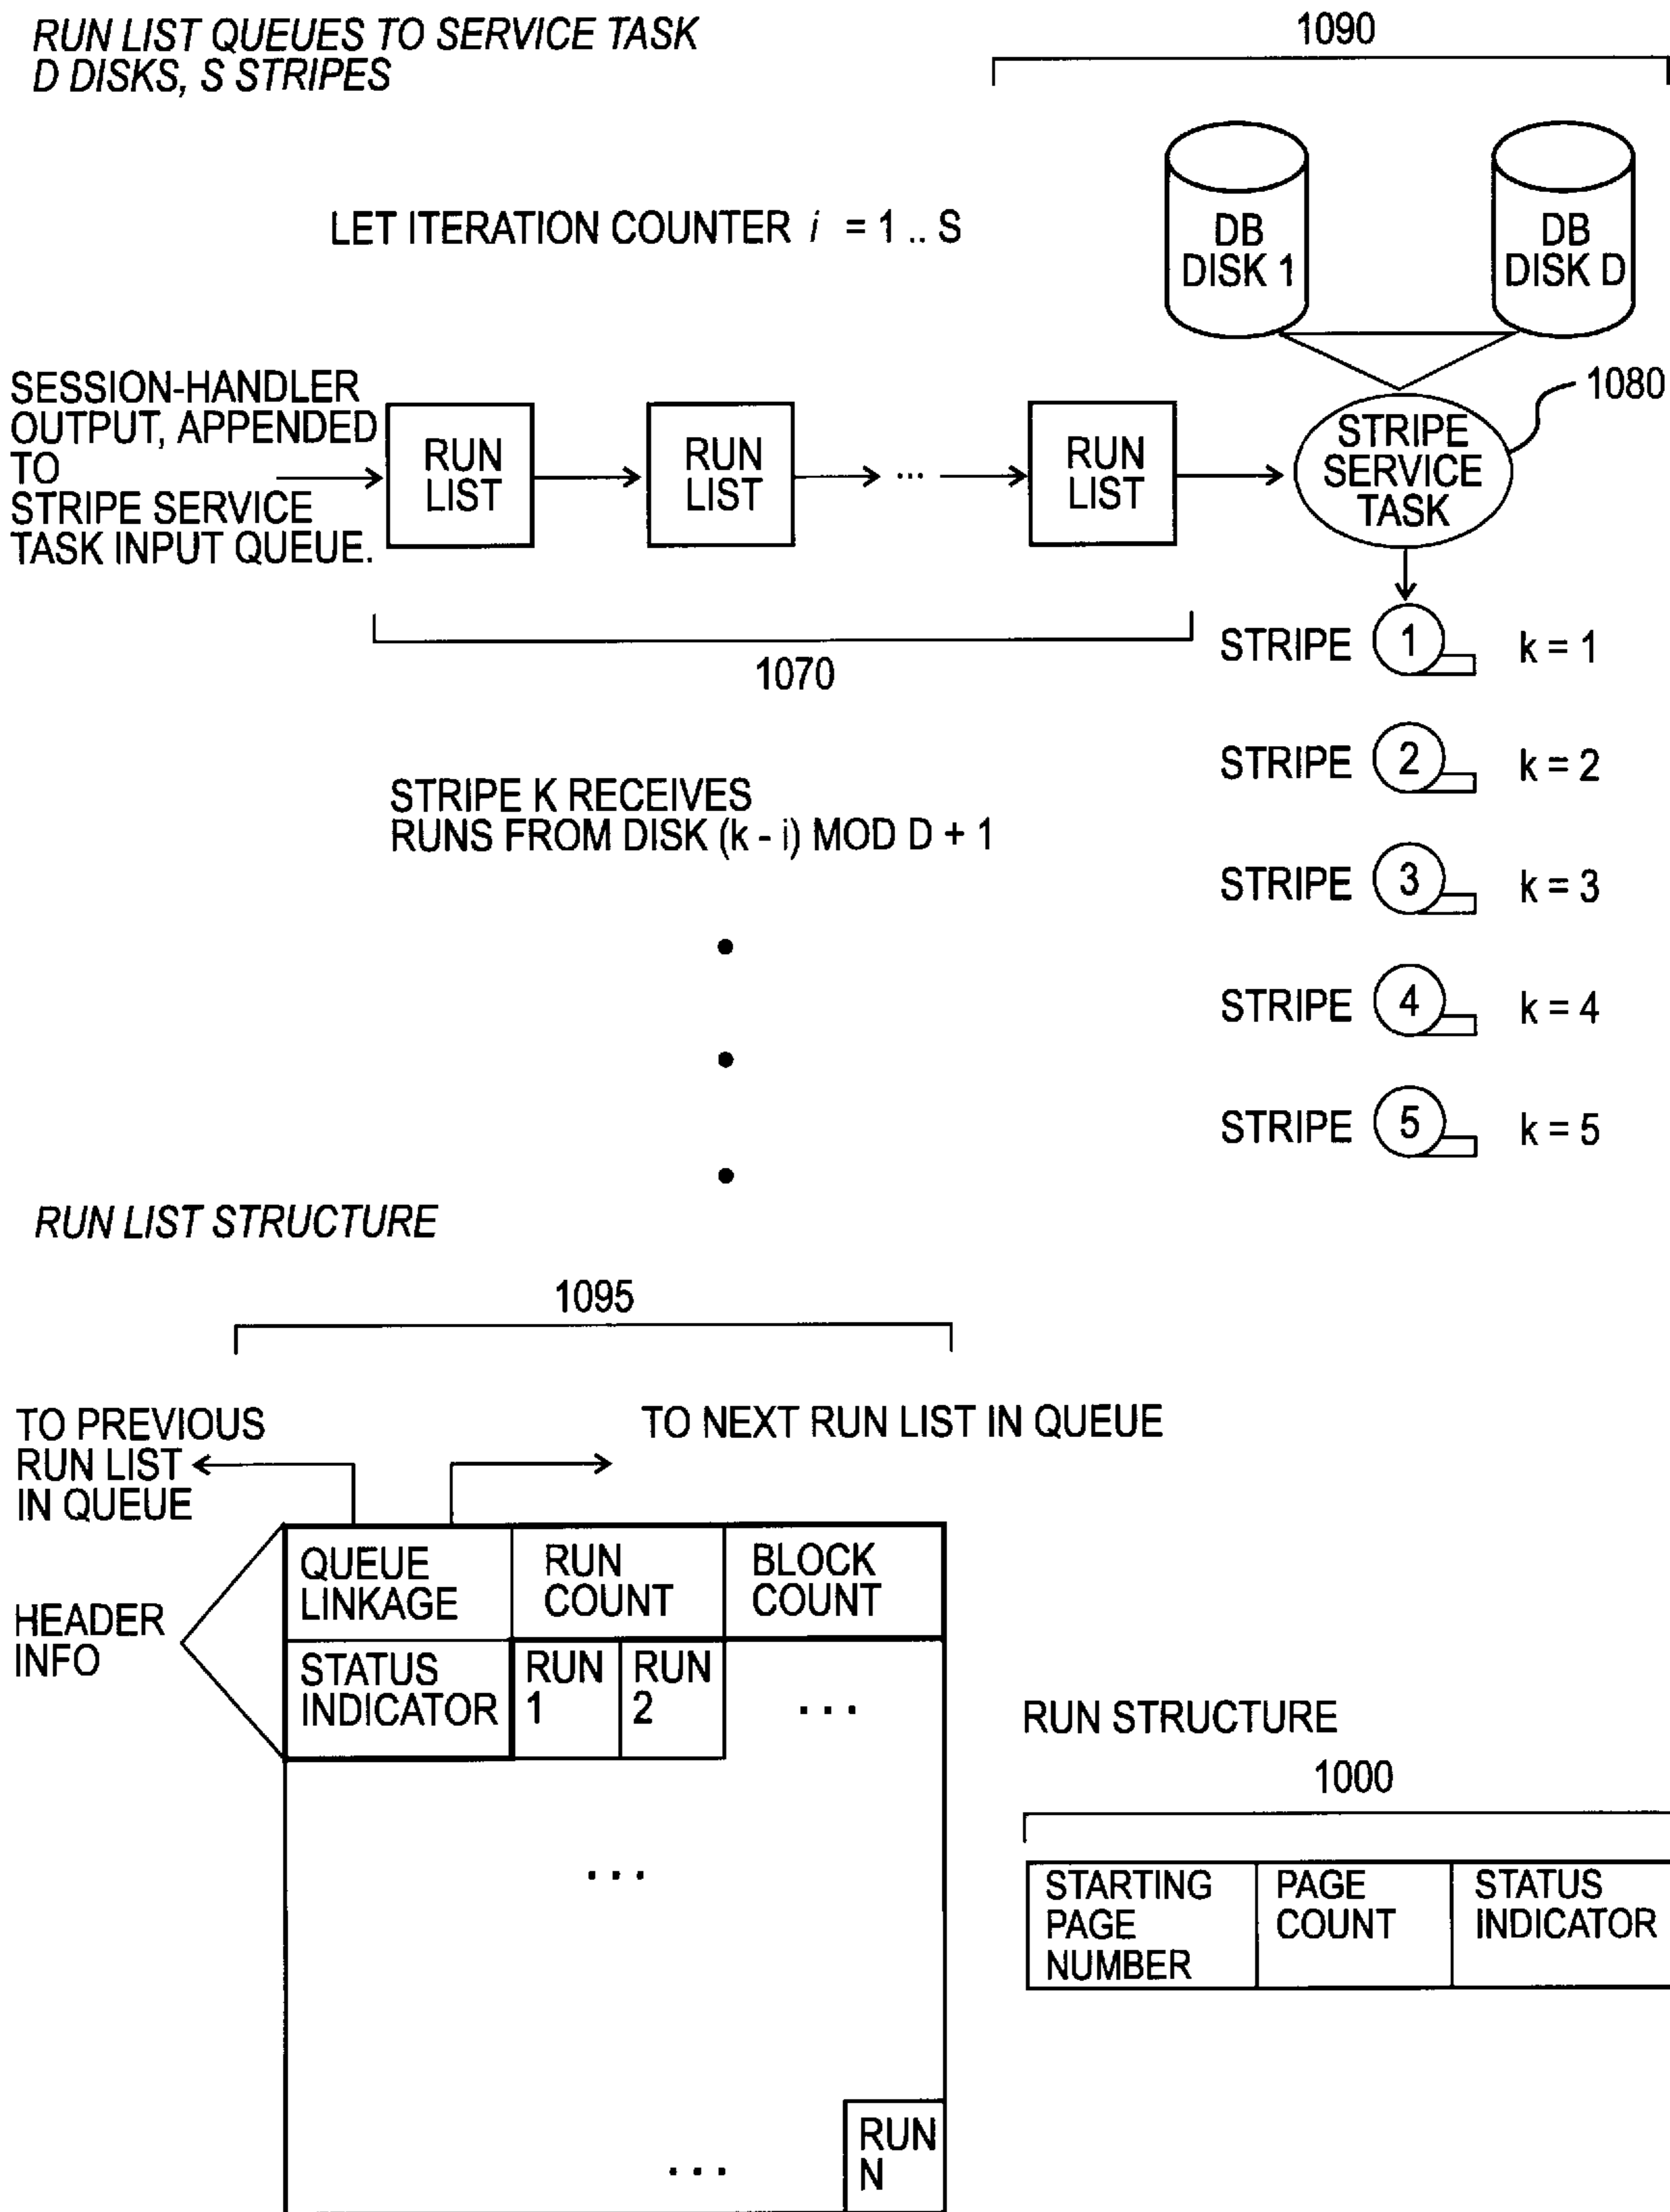 RUN LIST QUEUES TO SERVICE TASK
D DISKS, S STRIPES
1090
LET ITERATION COUNTER i = 1 .. S
DB
DISK 1
DB
DISK D
SESSION-HANDLER
OUTPUT, APPENDED
TO
STRIPE SERVICE
TASK INPUT QUEUE.
RUN
LIST
RUN
LIST
...
RUN
LIST
STRIPE
SERVICE
TASK
1080
1070
STRIPE 1 k = 1
STRIPE 2 k = 2
STRIPE 3 k = 3
STRIPE 4 k = 4
STRIPE 5 k = 5
STRIPE K RECEIVES
RUNS FROM DISK (k - i) MOD D + 1
RUN LIST STRUCTURE
1095
TO PREVIOUS
RUN LIST
IN QUEUE
TO NEXT RUN LIST IN QUEUE
HEADER
INFO
QUEUE
LINKAGE
RUN
COUNT
BLOCK
COUNT
STATUS
INDICATOR
RUN
1
RUN
2
...
...
...
RUN
N
RUN STRUCTURE
1000
STARTING
PAGE
NUMBER
PAGE
COUNT
STATUS
INDICATOR